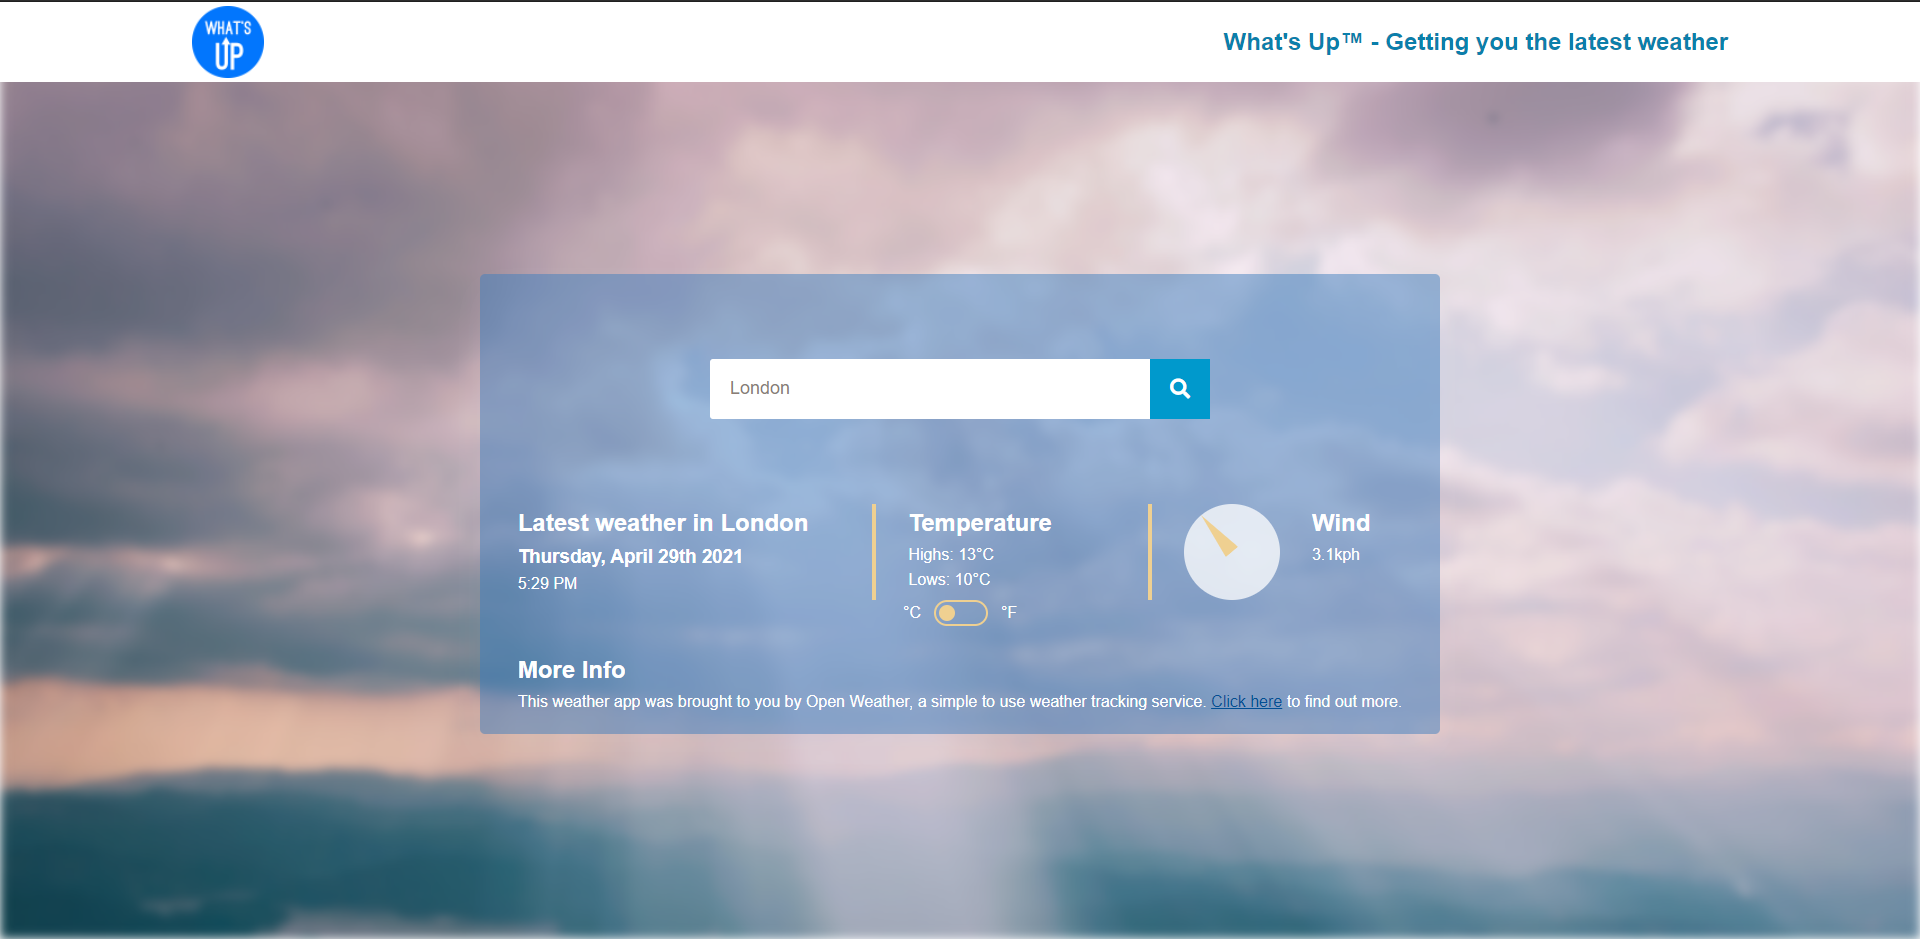 WHAT'S
UP
What's Up™ - Getting you the latest weather
London
Latest weather in London
Thursday, April 29th 2021
5:29 PM
Temperature
Highs: 13°C
Lows: 10°C
°C °F
Wind
3.1kph
More Info
This weather app was brought to you by Open Weather, a simple to use weather tracking service. Click here to find out more.